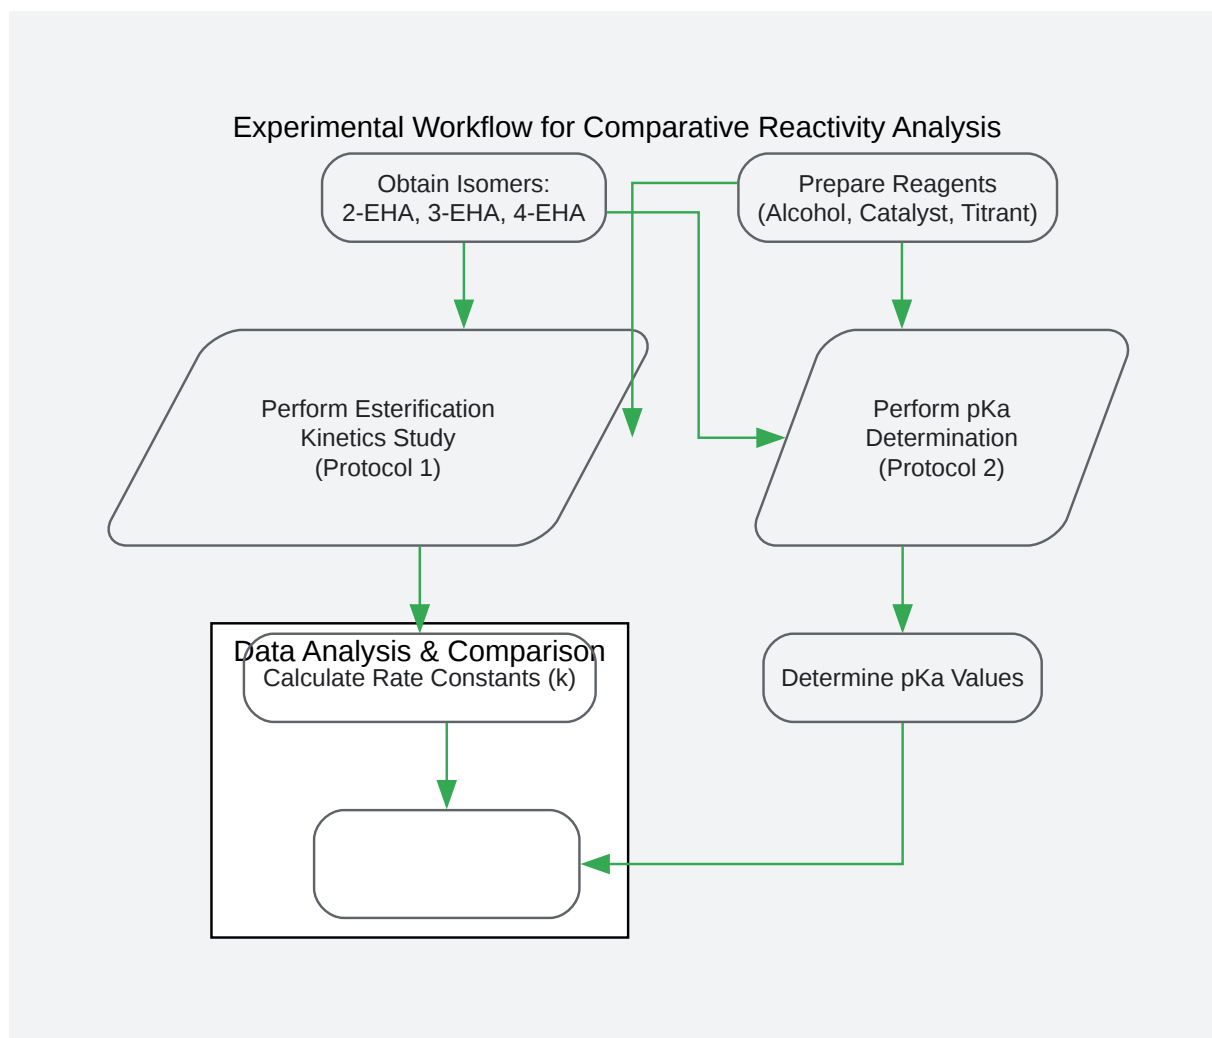 Experimental Workflow for Comparative Reactivity Analysis
Obtain Isomers:
2-EHA, 3-EHA, 4-EHA
Prepare Reagents
(Alcohol, Catalyst, Titrant)
Perform Esterification
Kinetics Study
(Protocol 1)
Perform pKa
Determination
(Protocol 2)
Data Analysis & Comparison
Calculate Rate Constants (k)
Determine pKa Values